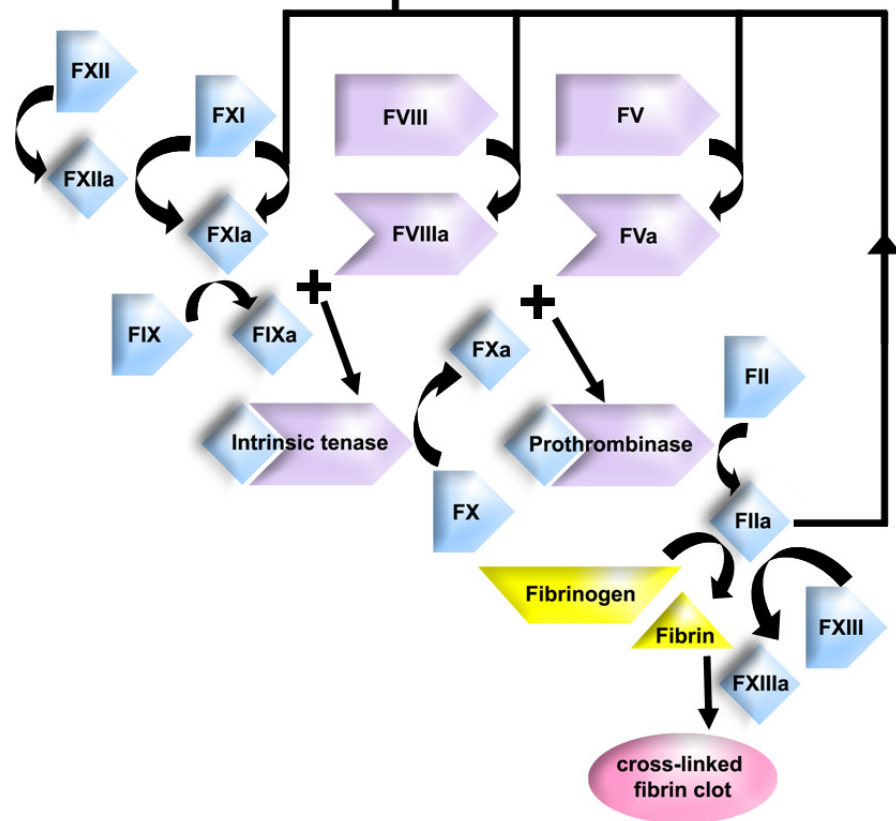 FXII
FXI
FVIII
FV
FXIIa
FXIa
FVIIIa
FVa
+
+
FIX
FIXa
FXa
FII
Intrinsic tenase
Prothrombinase
FX
FIIa
Fibrinogen
Fibrin
FXIII
FXIIIa
cross-linked
fibrin clot